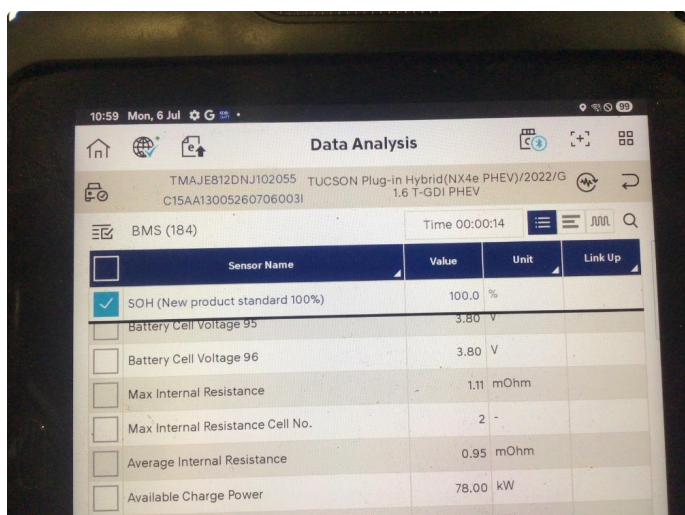 10:59 Mon, 6 Jul G 99
Data Analysis
TMAJE812DNJ102055 TUCSON Plug-in Hybrid(NX4e PHEV)/2022/G
C15AA13005260706003I 1.6 T-GDI PHEV
BMS (184) Time 00:00:14
Sensor Name Value Unit Link Up
SOH (New product standard 100%) 100.0 %
Battery Cell Voltage 95 3.80 V
Battery Cell Voltage 96 3.80 V
Max Internal Resistance 1.11 mOhm
Max Internal Resistance Cell No. 2 -
Average Internal Resistance 0.95 mOhm
Available Charge Power 78.00 kW